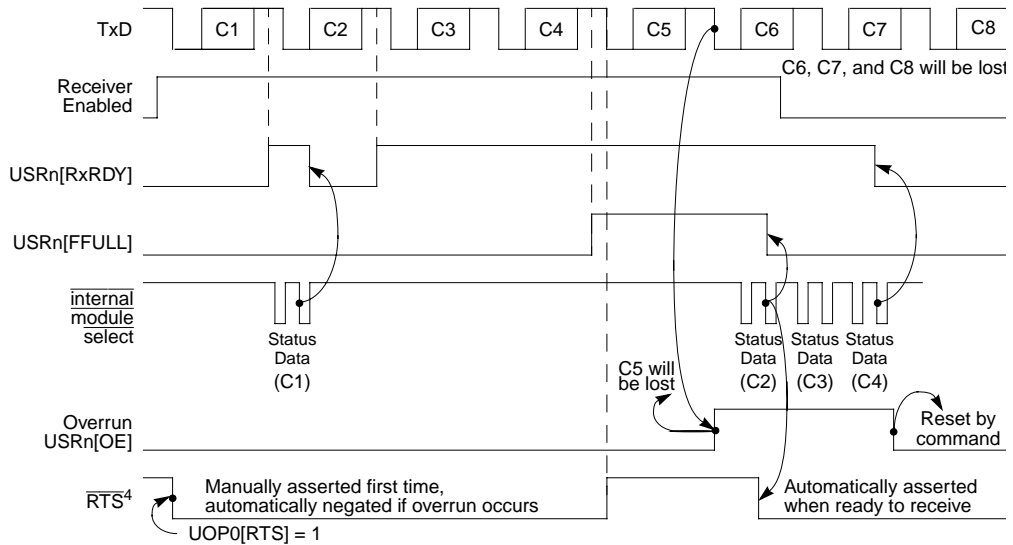 TxD
C1
C2
C3
C4
C5
C6
C7
C8
C6, C7, and C8 will be lost
Receiver
Enabled
USRn[RxRDY]
USRn[FFULL]
internal
module
select
Status
Data
(C1)
Status
Data
(C2)
Status
Data
(C3)
Status
Data
(C4)
C5 will
be lost
Overrun
USRn[OE]
Reset by
command
RTS4
Manually asserted first time,
automatically negated if overrun occurs
Automatically asserted
when ready to receive
UOP0[RTS] = 1